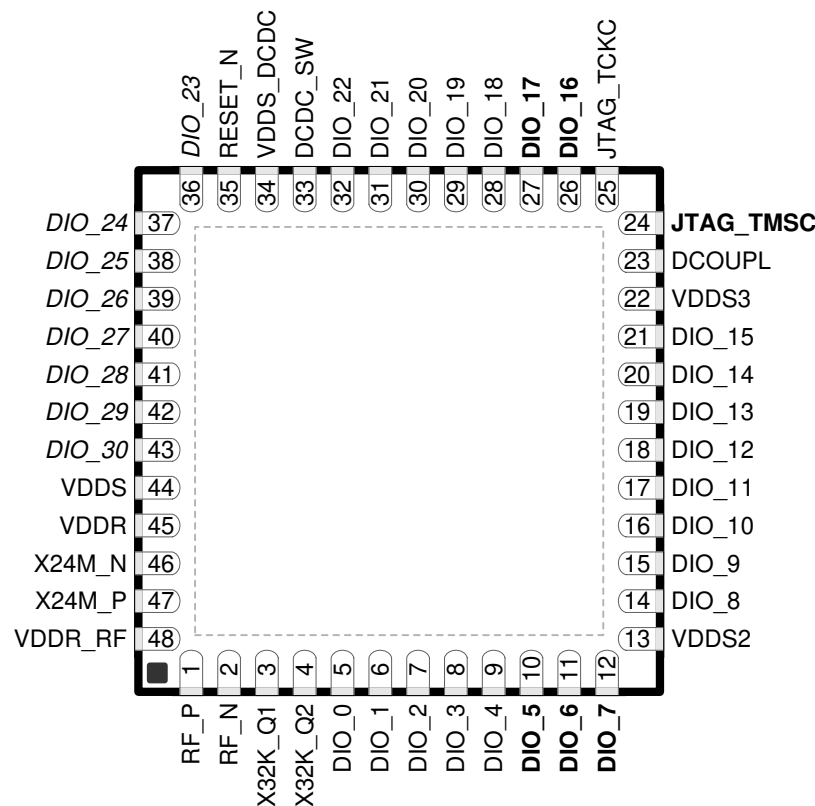 DIO_23
RESET_N
VDDS_DCDC
DCDC_SW
DIO_22
DIO_21
DIO_20
DIO_19
DIO_18
DIO_17
DIO_16
JTAG_TCKC
36
35
34
33
32
31
30
29
28
27
26
25
DIO_24 37
DIO_25 38
DIO_26 39
DIO_27 40
DIO_28 41
DIO_29 42
DIO_30 43
VDDS 44
VDDR 45
X24M_N 46
X24M_P 47
VDDR_RF 48
24 JTAG_TMSC
23 DCOUPL
22 VDDS3
21 DIO_15
20 DIO_14
19 DIO_13
18 DIO_12
17 DIO_11
16 DIO_10
15 DIO_9
14 DIO_8
13 VDDS2
1
2
3
4
5
6
7
8
9
10
11
12
RF_P
RF_N
X32K_Q1
X32K_Q2
DIO_0
DIO_1
DIO_2
DIO_3
DIO_4
DIO_5
DIO_6
DIO_7